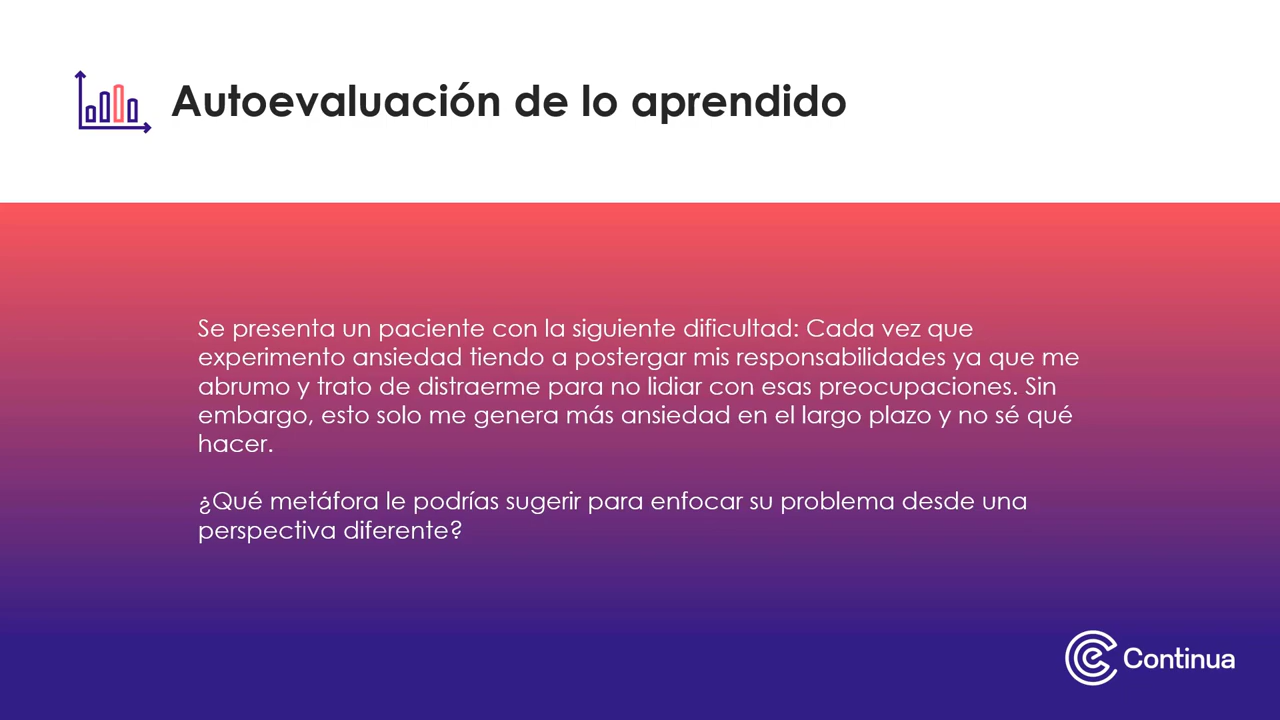 Autoevaluación de lo aprendido
Se presenta un paciente con la siguiente dificultad: Cada vez que
experimento ansiedad tiendo a postergar mis responsabilidades ya que me
abrumo y trato de distraerme para no lidiar con esas preocupaciones. Sin
embargo, esto solo me genera más ansiedad en el largo plazo y no sé qué
hacer.
¿Qué metáfora le podrías sugerir para enfocar su problema desde una
perspectiva diferente?
Continua